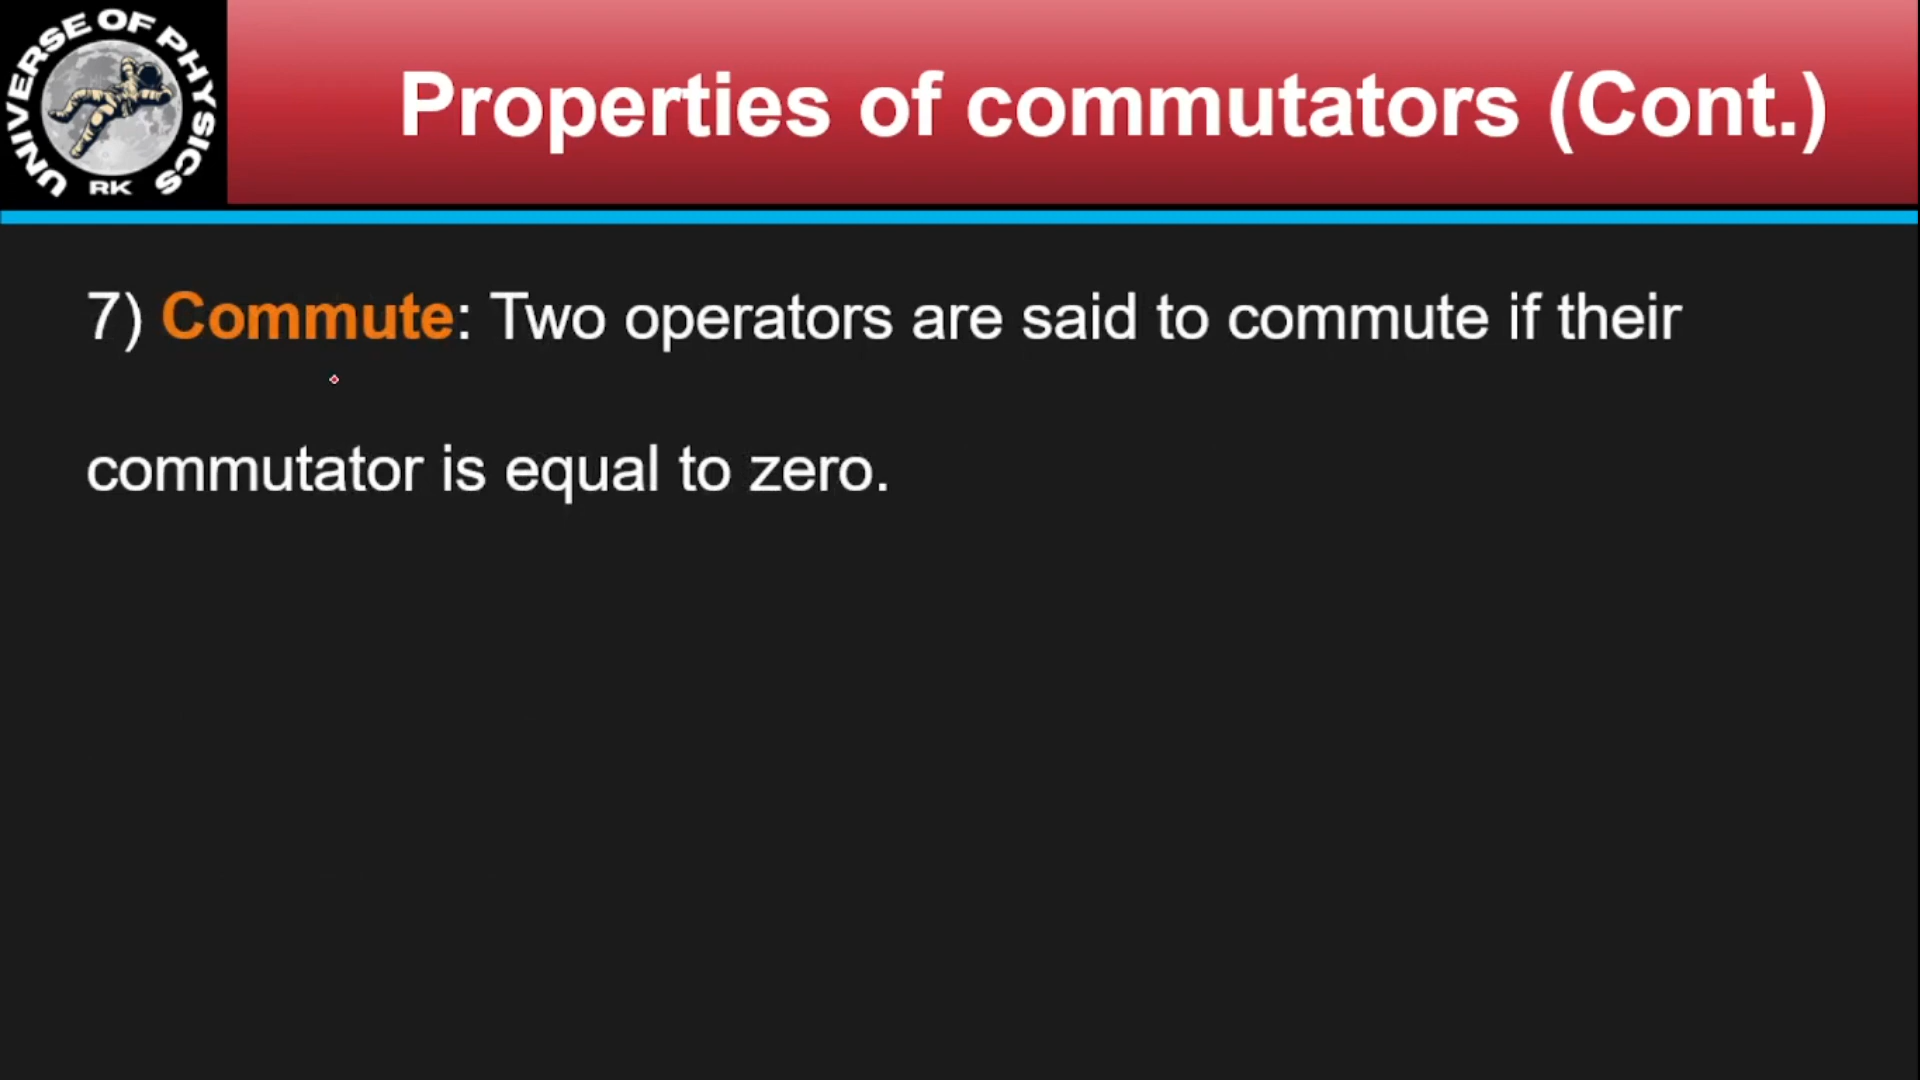 UNIVERSE OF PHYSICS
RK
Properties of commutators (Cont.)
7) Commute: Two operators are said to commute if their
commutator is equal to zero.